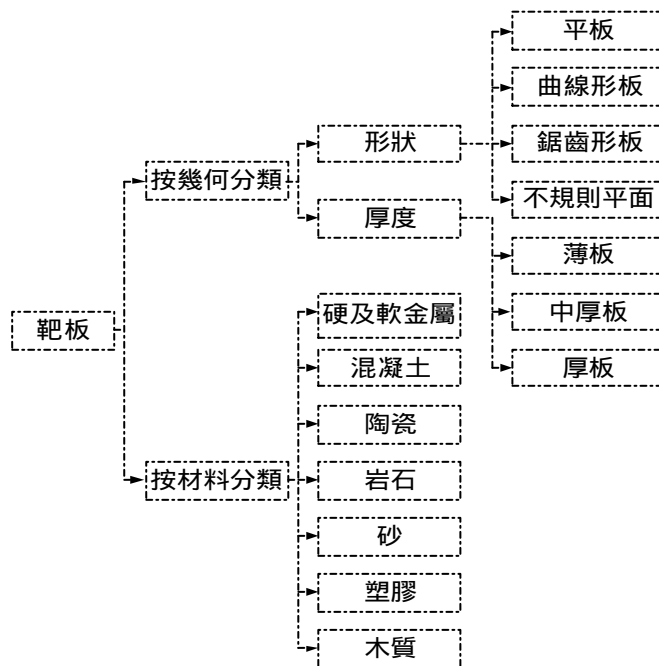 平板
曲線形板
形狀
鋸齒形板
按幾何分類
不規則平面
厚度
薄板
靶板
硬及軟金屬
中厚板
混凝土
厚板
陶瓷
按材料分類
岩石
砂
塑膠
木質